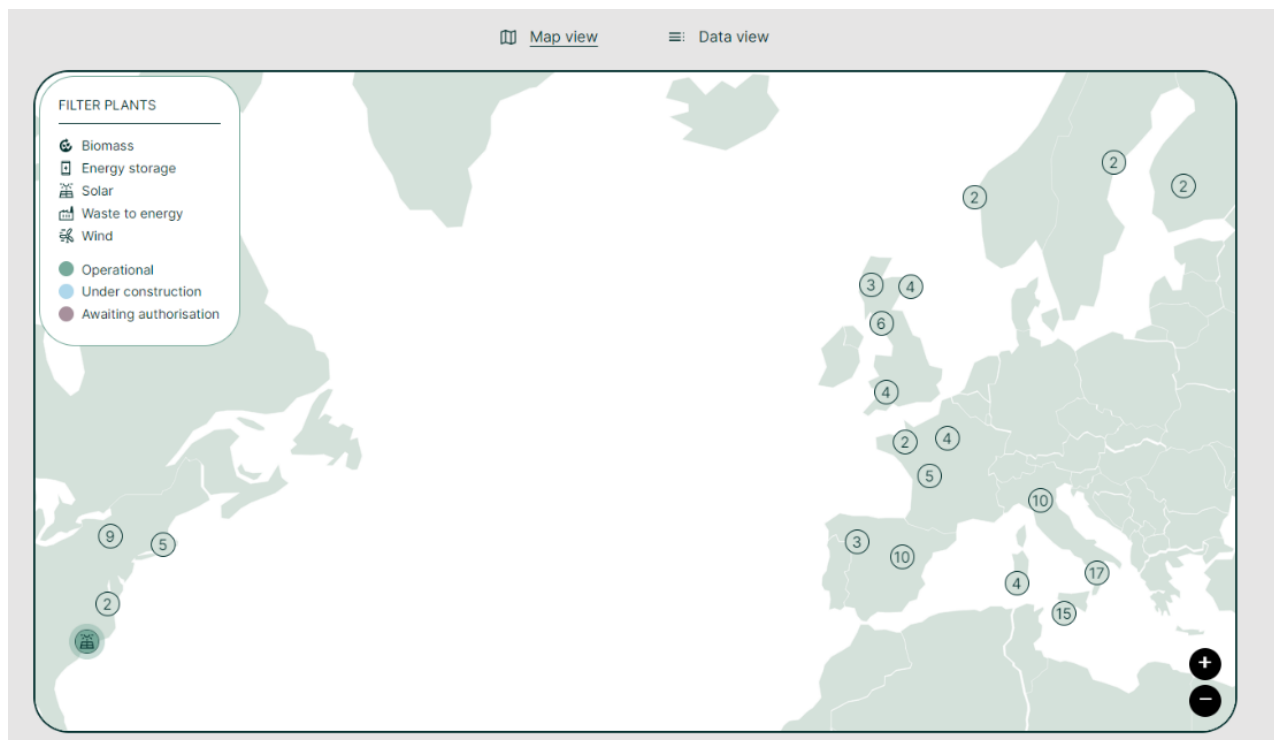 Map view
Data view
FILTER PLANTS
Biomass
Energy storage
Solar
Waste to energy
Wind
Operational
Under construction
Awaiting authorisation
2
2
2
3
4
6
4
2
4
5
10
3
10
4
17
15
9
5
2
+
−